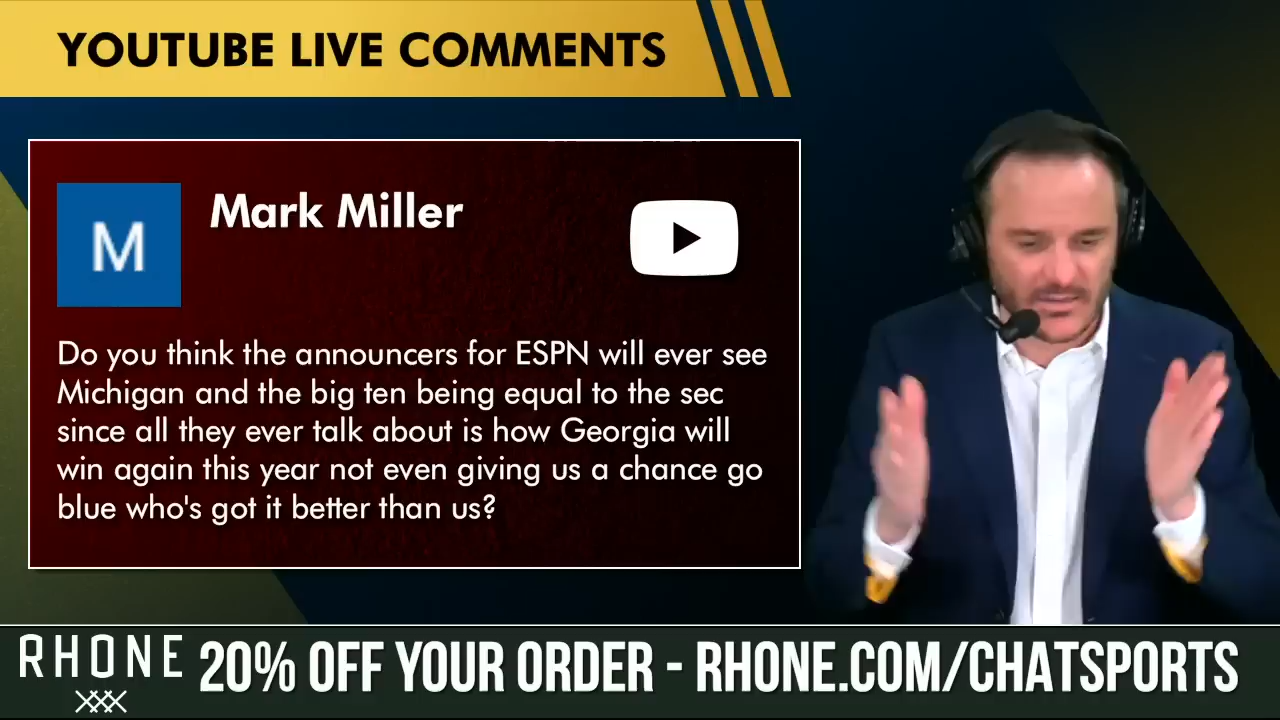 YOUTUBE LIVE COMMENTS
M
Mark Miller
Do you think the announcers for ESPN will ever see
Michigan and the big ten being equal to the sec
since all they ever talk about is how Georgia will
win again this year not even giving us a chance go
blue who's got it better than us?
RHONE 20% OFF YOUR ORDER - RHONE.COM/CHATSPORTS